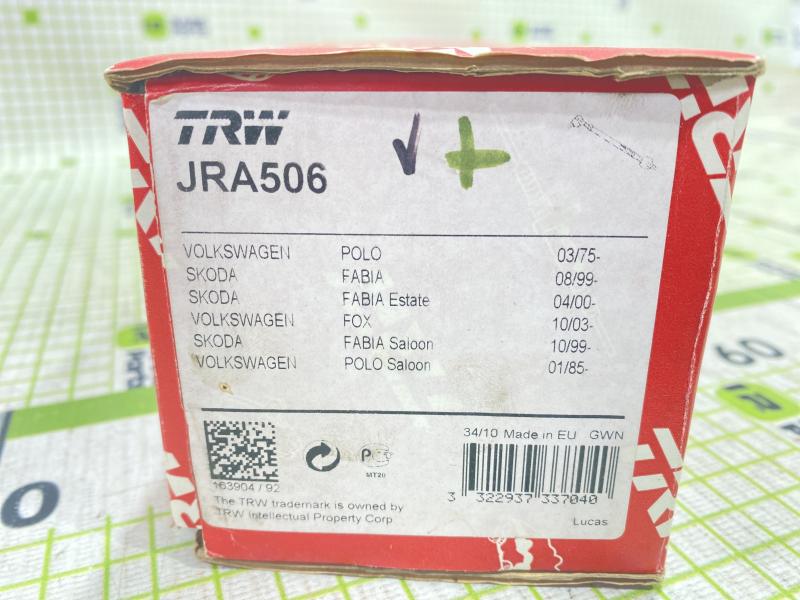 TRW
JRA506
VOLKSWAGEN POLO 03/75-
SKODA FABIA 08/99-
SKODA FABIA Estate 04/00-
VOLKSWAGEN FOX 10/03-
SKODA FABIA Saloon 10/99-
VOLKSWAGEN POLO Saloon 01/85-
34/10 Made in EU GWN
163904 / 92
MT20
3 322937 337040
The TRW trademark is owned by
TRW Intellectual Property Corp
Lucas
60